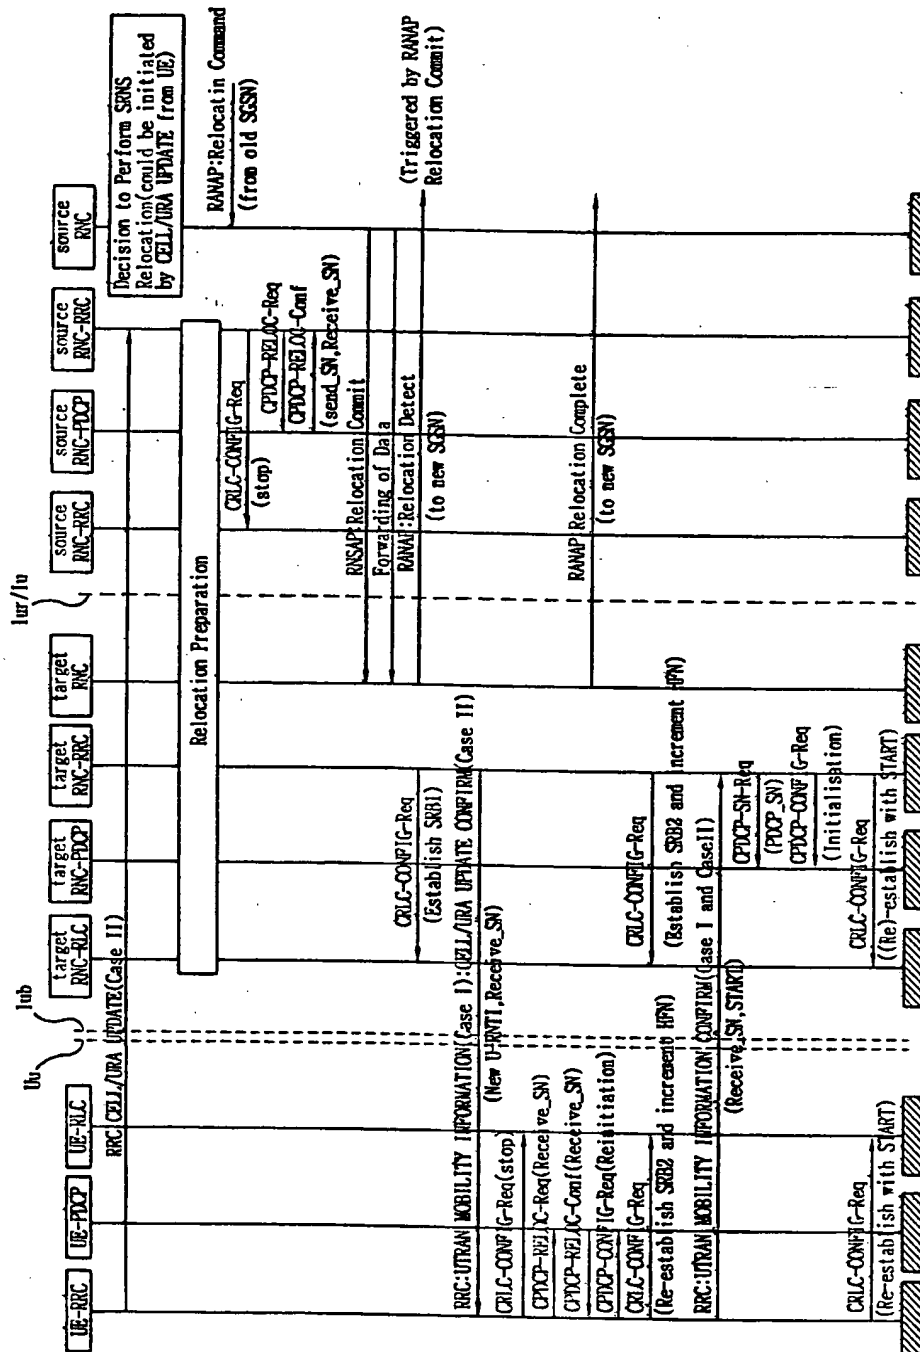 UE-RRC
UE-PDCP
UE-RLC
Uu
Iub
target
RNC-RLC
target
RNC-PDCP
target
RNC-RRC
target
RNC
Iur/Iu
source
RNC-RRC
source
RNC-PDCP
source
RNC-RRC
source
RNC
Decision to Perform SRNS
Relocation(could be initiated
by CELL/URA UPDATE from UE)
RRC:CELL/URA UPDATE(Case II)
Relocation Preparation
RANAP:Relocatin Command
(from old SGSN)
CRLC-CONFIG-Req
(stop)
CPDCP-RELOC-Req
CPDCP-RELOC-Conf
(send_SN,Receive_SN)
RNSAP:Relocation Commit
Forwarding of Data
RANAP:Relocation Detect
(to new SGSN)
(Triggered by RANAP
Relocation Commit)
CRLC-CONFIG-Req
(Establish SRB1)
RRC:UTRAN MOBILITY INFORMATION(Case I):CELL/URA UPDATE CONFIRM(Case II)
(New U-RNTI,Receive_SN)
CRLC-CONFIG-Req(stop)
CPDCP-RELOC-Req(Receive_SN)
CPDCP-RELOC-Conf(Receive_SN)
CPDCP-CONFIG-Req(Reinitiation)
CRLC-CONFIG-Req
(Re-establish SRB2 and increment HFN)
RANAP:Relocation Complete
(to new SGSN)
CRLC-CONFIG-Req
(Establish SRB2 and increment HFN)
RRC:UTRAN MOBILITY INFORMATION CONFIRM(Case I and CaseII)
(Receive_SN,START)
CPDCP-SN-Req
(PDCP_SN)
CPDCP-CONFIG-Req
(Initialisation)
CRLC-CONFIG-Req
(Re-establish with START)
CRLC-CONFIG-Req
((Re)-establish with START)